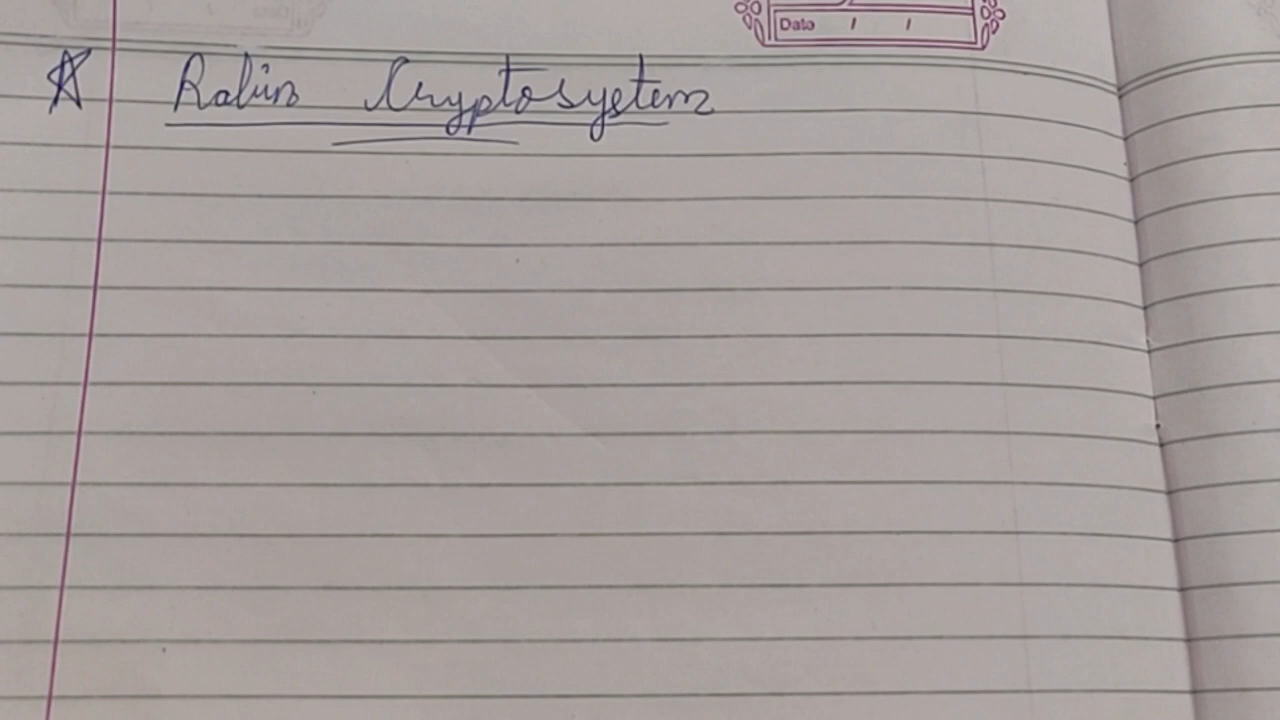 Date / /
☆ Rabin Cryptosystem